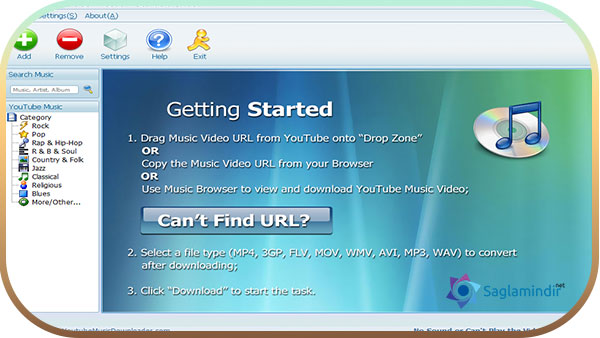 Settings(S) About(A)
Add Remove Settings Help Exit
Search Music
Music, Artist, Album
YouTube Music
Category
Rock
Pop
Rap & Hip-Hop
R & B & Soul
Country & Folk
Jazz
Classical
Religious
Blues
More/Other...
Getting Started
1. Drag Music Video URL from YouTube onto “Drop Zone”
OR
Copy the Music Video URL from your Browser
OR
Use Music Browser to view and download YouTube Music Video;
Can't Find URL?
2. Select a file type (MP4, 3GP, FLV, MOV, WMV, AVI, MP3, WAV) to convert
after downloading;
3. Click “Download” to start the task.
Saglamindir.net
YoutubeMusicDownloader.com
No Sound or Can't Play the Vid